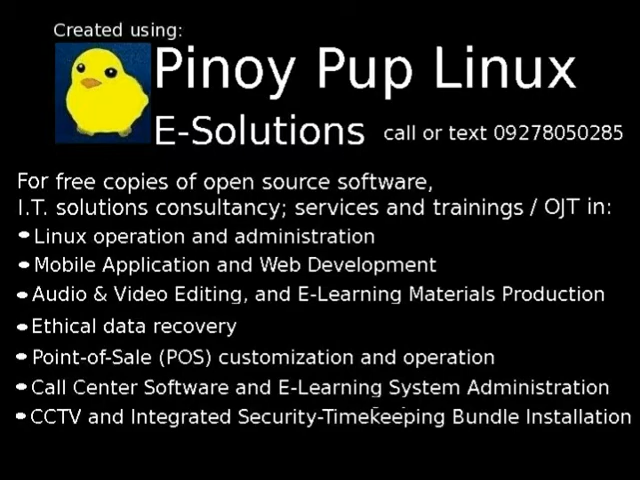 Created using:
Pinoy Pup Linux
E-Solutions call or text 09278050285
For free copies of open source software,
I.T. solutions consultancy; services and trainings / OJT in:
• Linux operation and administration
• Mobile Application and Web Development
• Audio & Video Editing, and E-Learning Materials Production
• Ethical data recovery
• Point-of-Sale (POS) customization and operation
• Call Center Software and E-Learning System Administration
• CCTV and Integrated Security-Timekeeping Bundle Installation